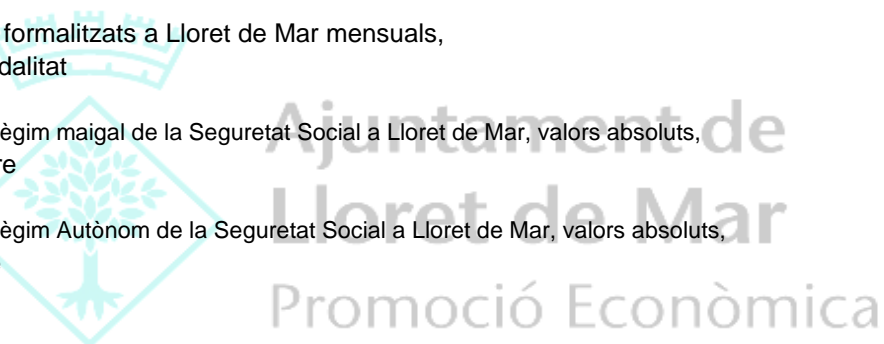 formalitzats a Lloret de Mar mensuals,
dalitat
ègim maigal de la Seguretat Social a Lloret de Mar, valors absoluts,
re
ègim Autònom de la Seguretat Social a Lloret de Mar, valors absoluts,
Ajuntament de
Lloret de Mar
Promoció Econòmica